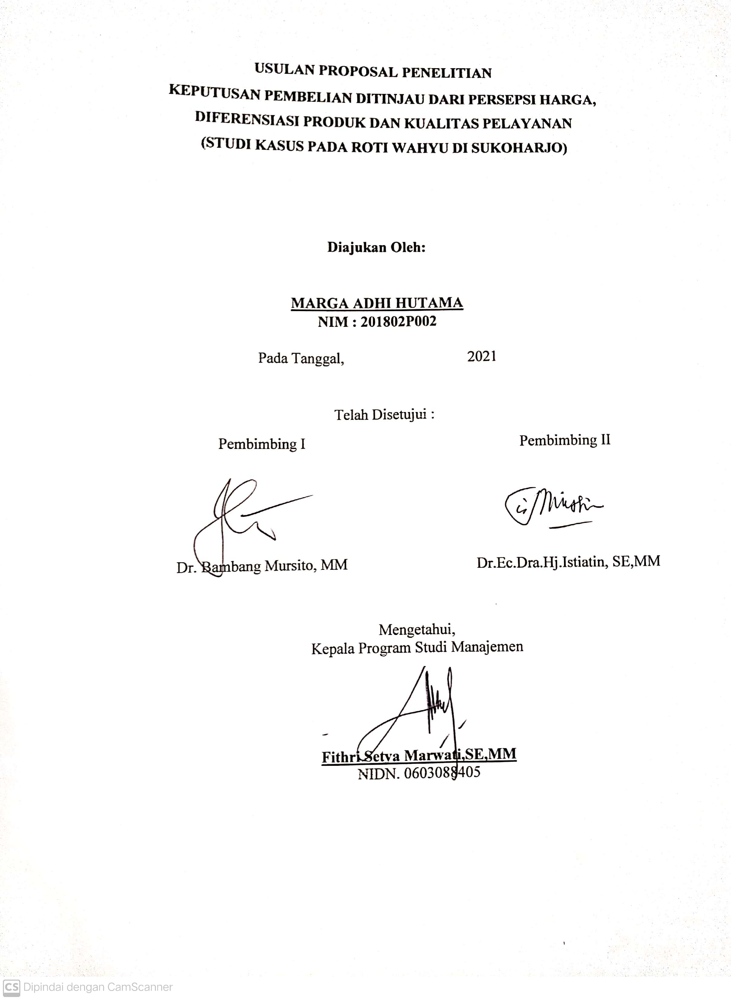 USULAN PROPOSAL PENELITIAN
KEPUTUSAN PEMBELIAN DITINJAU DARI PERSEPSI HARGA,
DIFERENSIASI PRODUK DAN KUALITAS PELAYANAN
(STUDI KASUS PADA ROTI WAHYU DI SUKOHARJO)
Diajukan Oleh:
MARGA ADHI HUTAMA
NIM : 201802P002
Pada Tanggal, 2021
Telah Disetujui :
Pembimbing I Pembimbing II
Dr. Bambang Mursito, MM Dr.Ec.Dra.Hj.Istiatin, SE,MM
Mengetahui,
Kepala Program Studi Manajemen
Fithri Setya Marwati,SE,MM
NIDN. 0603088405
CS Dipindai dengan CamScanner